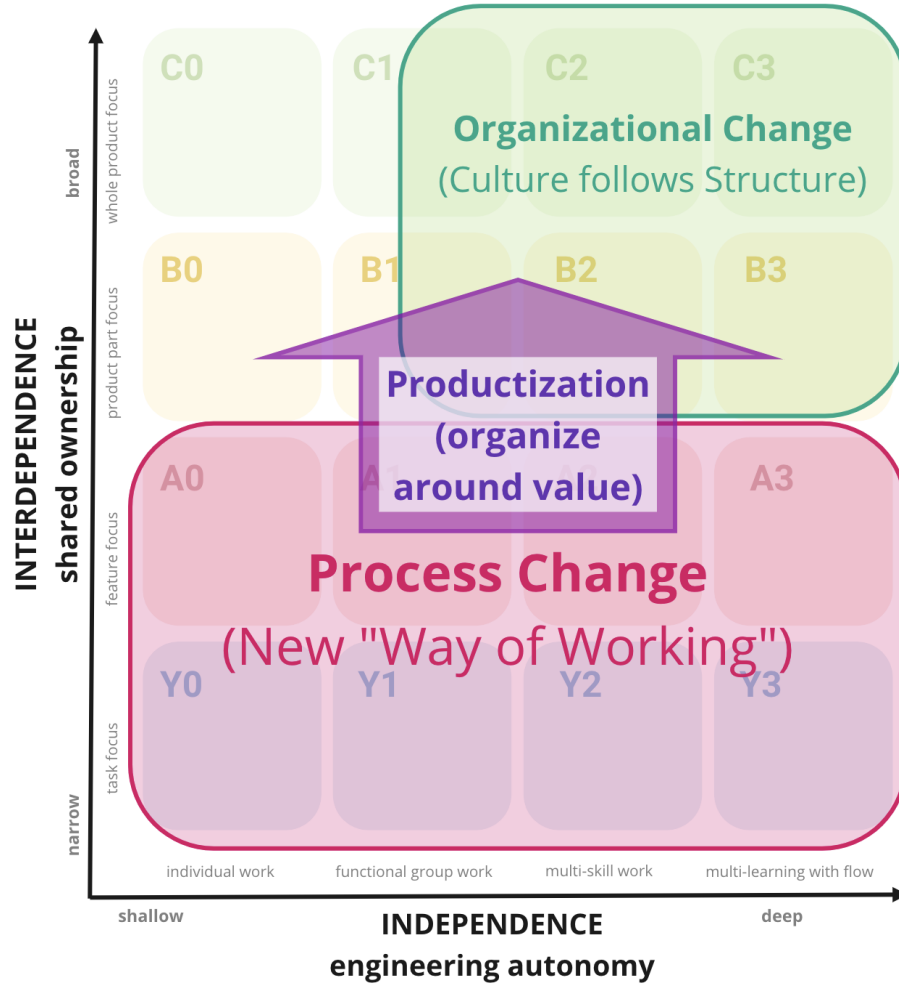 C0
C1
C2
C3
Organizational Change
(Culture follows Structure)
B0
B1
B2
B3
Productization
(organize
around value)
A0
A1
A2
A3
Process Change
(New "Way of Working")
Y0
Y1
Y2
Y3
INTERDEPENDENCE
shared ownership
broad
narrow
whole product focus
product part focus
feature focus
task focus
individual work
functional group work
multi-skill work
multi-learning with flow
shallow
deep
INDEPENDENCE
engineering autonomy